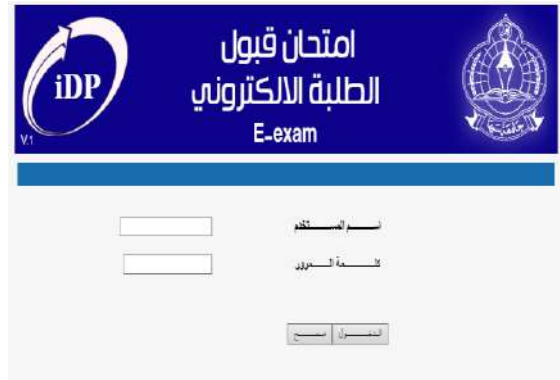 امتحان قبول
الطلبة الالكتروني
E-exam
iDP
V.1
اسم المستخدم
كلمة المرور
الدخول
مسح